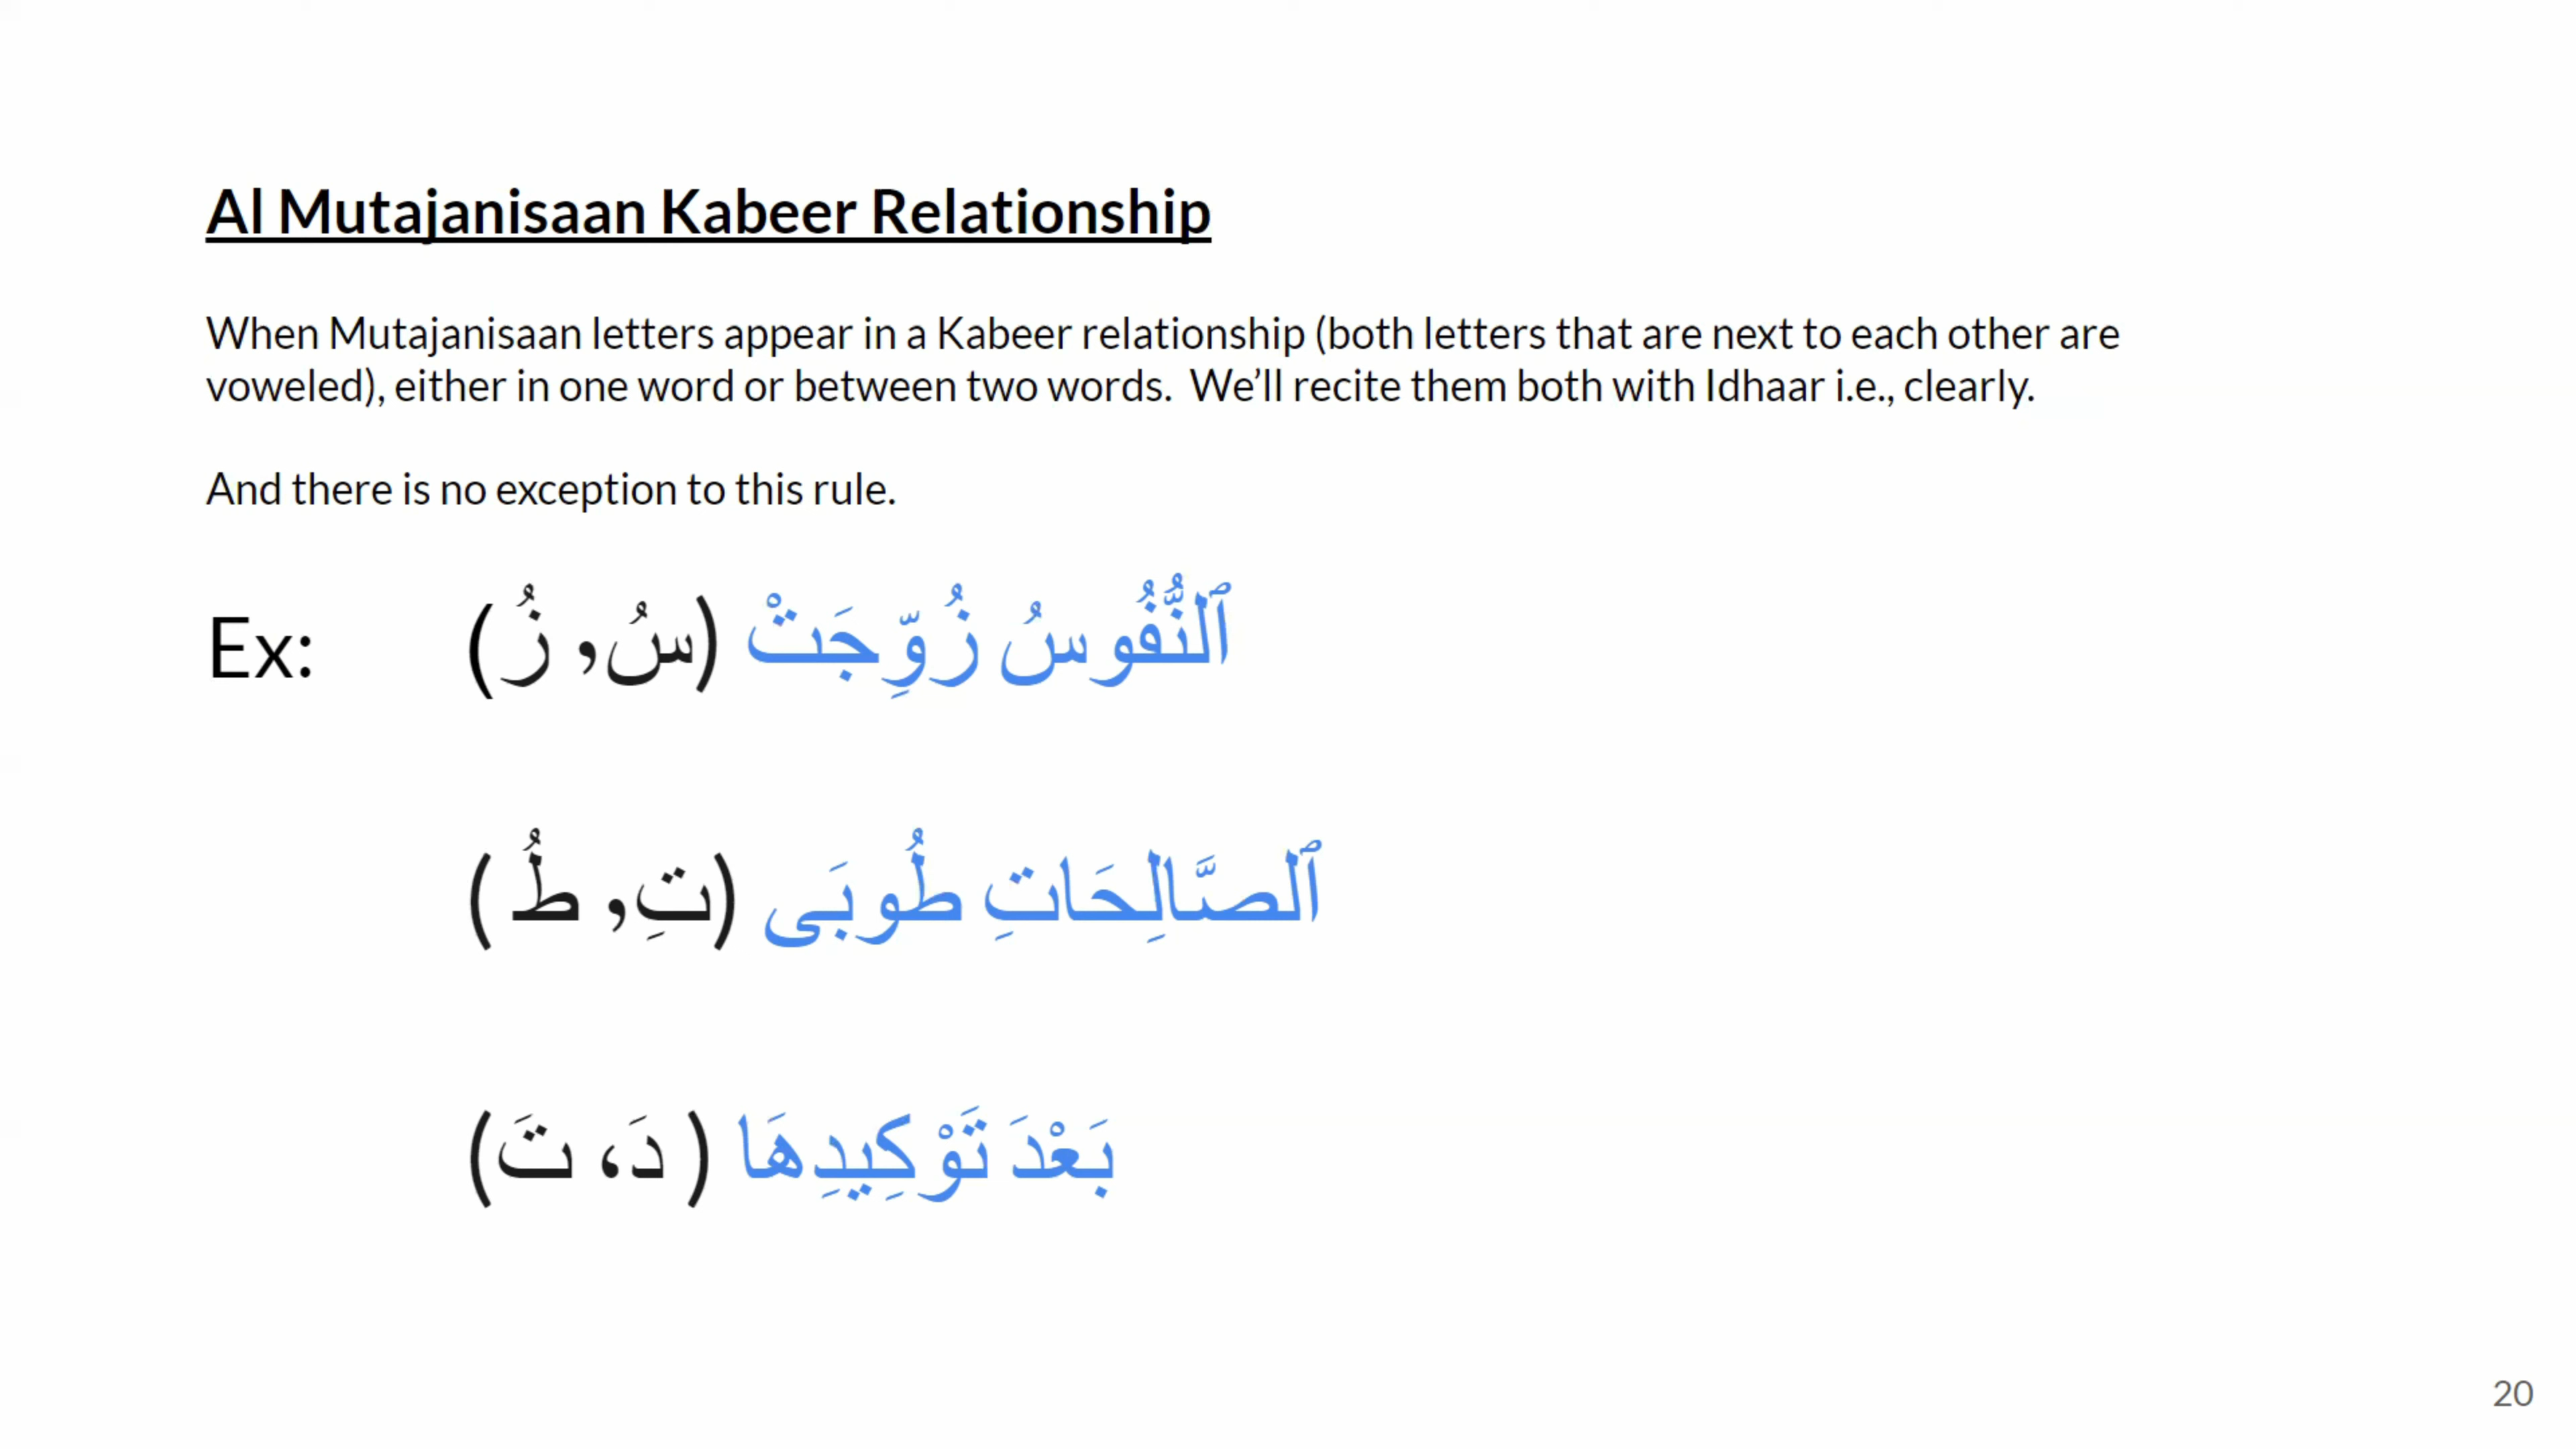 Al Mutajanisaan Kabeer Relationship
When Mutajanisaan letters appear in a Kabeer relationship (both letters that are next to each other are
voweled), either in one word or between two words.  We’ll recite them both with Idhaar i.e., clearly.
And there is no exception to this rule.
Ex: ٱلنُّفُوسُ زُوِّجَتْ (سُ, زُ)
ٱلصَّالِحَاتِ طُوبَى (تِ, طُ )
بَعْدَ تَوْكِيدِهَا ( دَ، تَ)
20